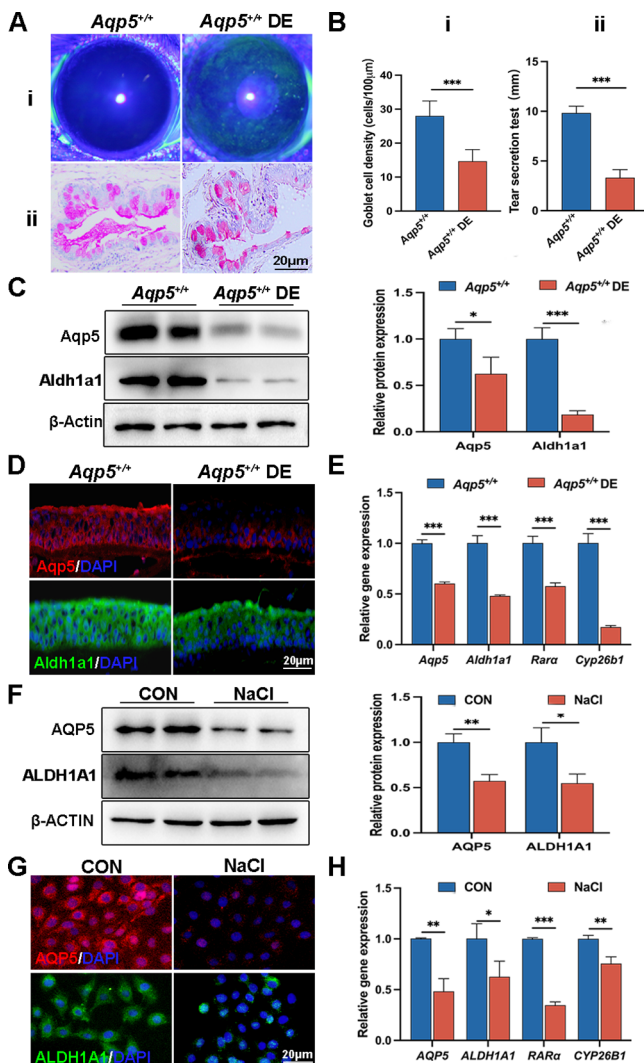 A
Aqp5+/+
Aqp5+/+ DE
i
ii
20μm
B
i
ii
Goblet cell density (cells/100μm)
40
30
20
10
0
***
Aqp5+/+
Aqp5+/+ DE
Tear secretion test (mm)
15
10
5
0
***
Aqp5+/+
Aqp5+/+ DE
C
Aqp5+/+
Aqp5+/+ DE
Aqp5
Aldh1a1
β-Actin
Aqp5+/+
Aqp5+/+ DE
Relative protein expression
1.5
1.0
0.5
0.0
*
***
Aqp5
Aldh1a1
D
Aqp5+/+
Aqp5+/+ DE
Aqp5/DAPI
Aldh1a1/DAPI
20μm
E
Aqp5+/+
Aqp5+/+ DE
Relative gene expression
1.5
1.0
0.5
0.0
***
***
***
***
Aqp5
Aldh1a1
Rarα
Cyp26b1
F
CON
NaCl
AQP5
ALDH1A1
β-ACTIN
CON
NaCl
Relative protein expression
1.5
1.0
0.5
0.0
**
*
AQP5
ALDH1A1
G
CON
NaCl
AQP5/DAPI
ALDH1A1/DAPI
20μm
H
CON
NaCl
Relative gene expression
1.5
1.0
0.5
0.0
**
*
***
**
AQP5
ALDH1A1
RARα
CYP26B1